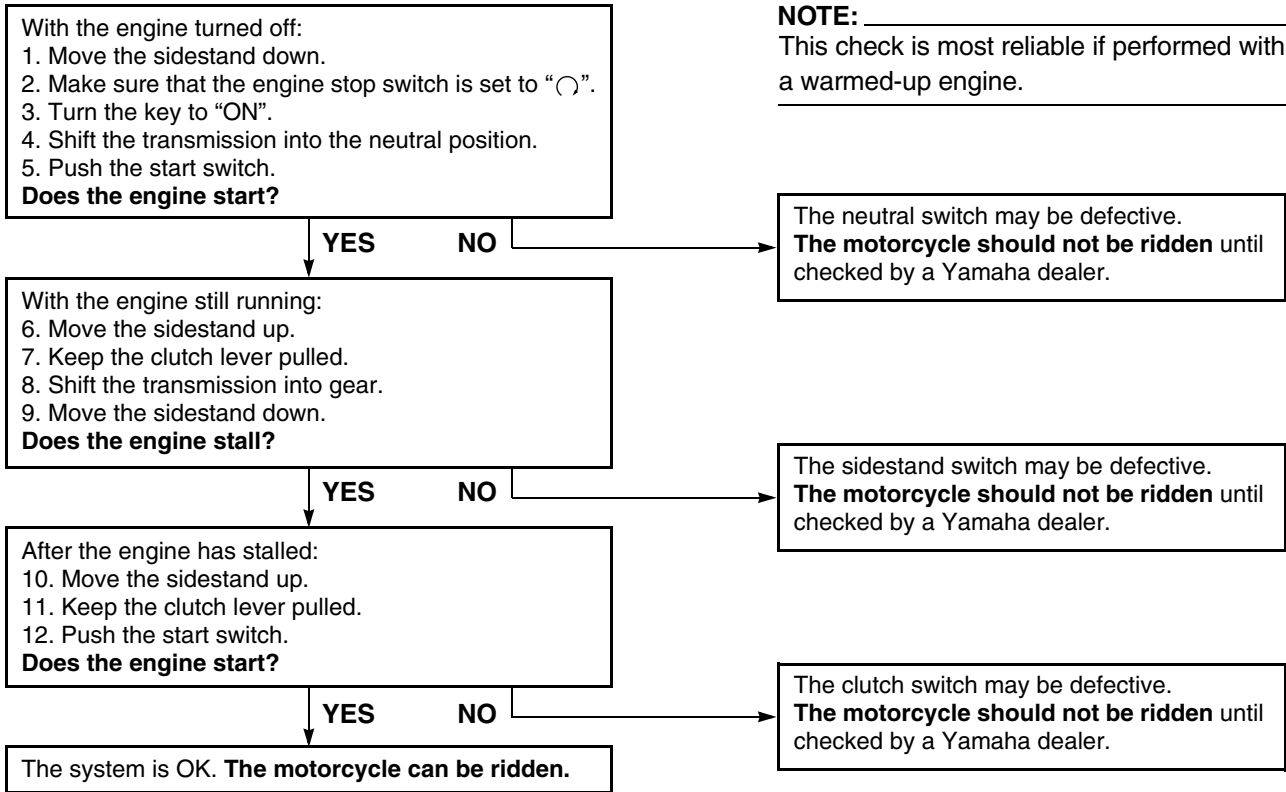 With the engine turned off:
1. Move the sidestand down.
2. Make sure that the engine stop switch is set to “”.
3. Turn the key to “ON”.
4. Shift the transmission into the neutral position.
5. Push the start switch.
Does the engine start?
NOTE:
This check is most reliable if performed with
a warmed-up engine.
YES NO
The neutral switch may be defective.
The motorcycle should not be ridden until
checked by a Yamaha dealer.
With the engine still running:
6. Move the sidestand up.
7. Keep the clutch lever pulled.
8. Shift the transmission into gear.
9. Move the sidestand down.
Does the engine stall?
YES NO
The sidestand switch may be defective.
The motorcycle should not be ridden until
checked by a Yamaha dealer.
After the engine has stalled:
10. Move the sidestand up.
11. Keep the clutch lever pulled.
12. Push the start switch.
Does the engine start?
YES NO
The clutch switch may be defective.
The motorcycle should not be ridden until
checked by a Yamaha dealer.
The system is OK. The motorcycle can be ridden.